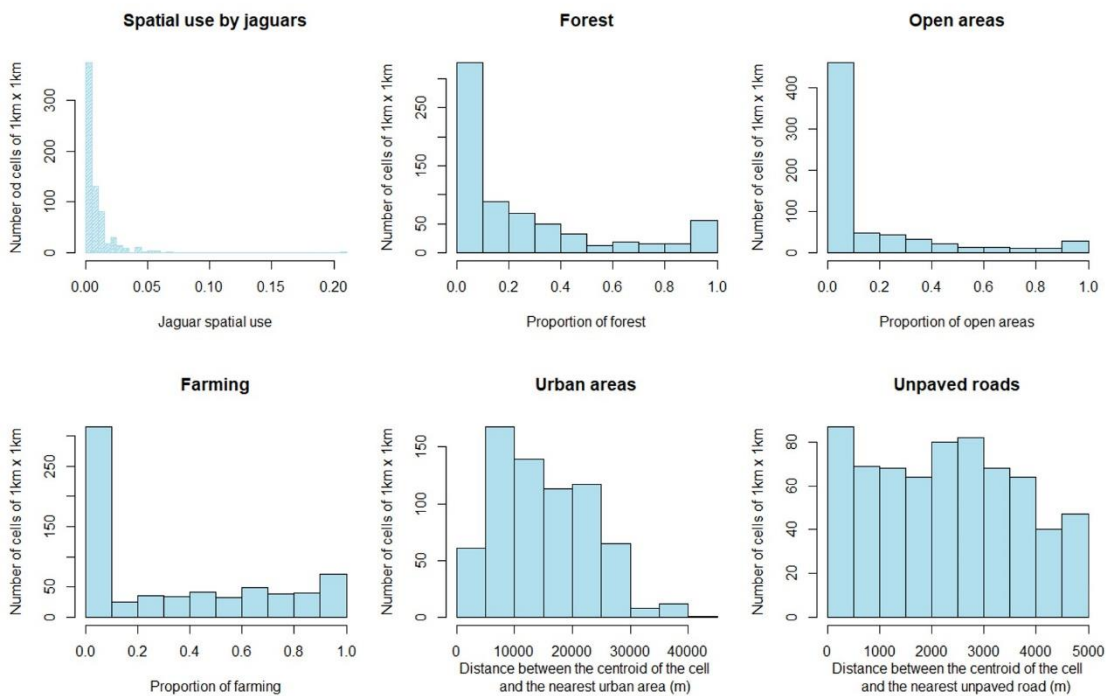 Spatial use by jaguars
Number od cells of 1km x 1km
0
100
200
300
0.00 0.05 0.10 0.15 0.20
Jaguar spatial use
Forest
Number of cells of 1km x 1km
0
50
150
250
0.0 0.2 0.4 0.6 0.8 1.0
Proportion of forest
Open areas
Number of cells of 1km x 1km
0
100
200
300
400
0.0 0.2 0.4 0.6 0.8 1.0
Proportion of open areas
Farming
Number of cells of 1km x 1km
0
50
150
250
0.0 0.2 0.4 0.6 0.8 1.0
Proportion of farming
Urban areas
Number of cells of 1km x 1km
0
50
100
150
0 10000 20000 30000 40000
Distance between the centroid of the cell
and the nearest urban area (m)
Unpaved roads
Number of cells of 1km x 1km
0
20
40
60
80
0 1000 2000 3000 4000 5000
Distance between the centroid of the cell
and the nearest unpaved road (m)